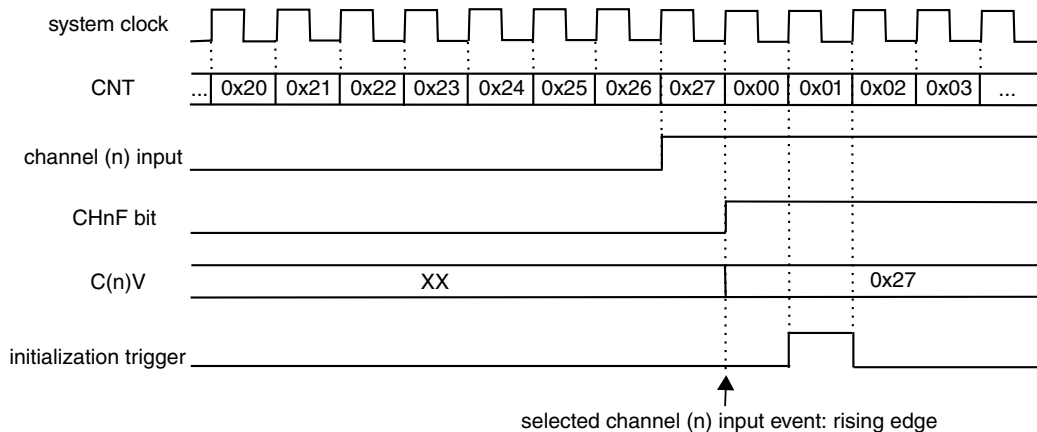 system clock
CNT ... 0x20 0x21 0x22 0x23 0x24 0x25 0x26 0x27 0x00 0x01 0x02 0x03 ...
channel (n) input
CHnF bit
C(n)V XX 0x27
initialization trigger
selected channel (n) input event: rising edge